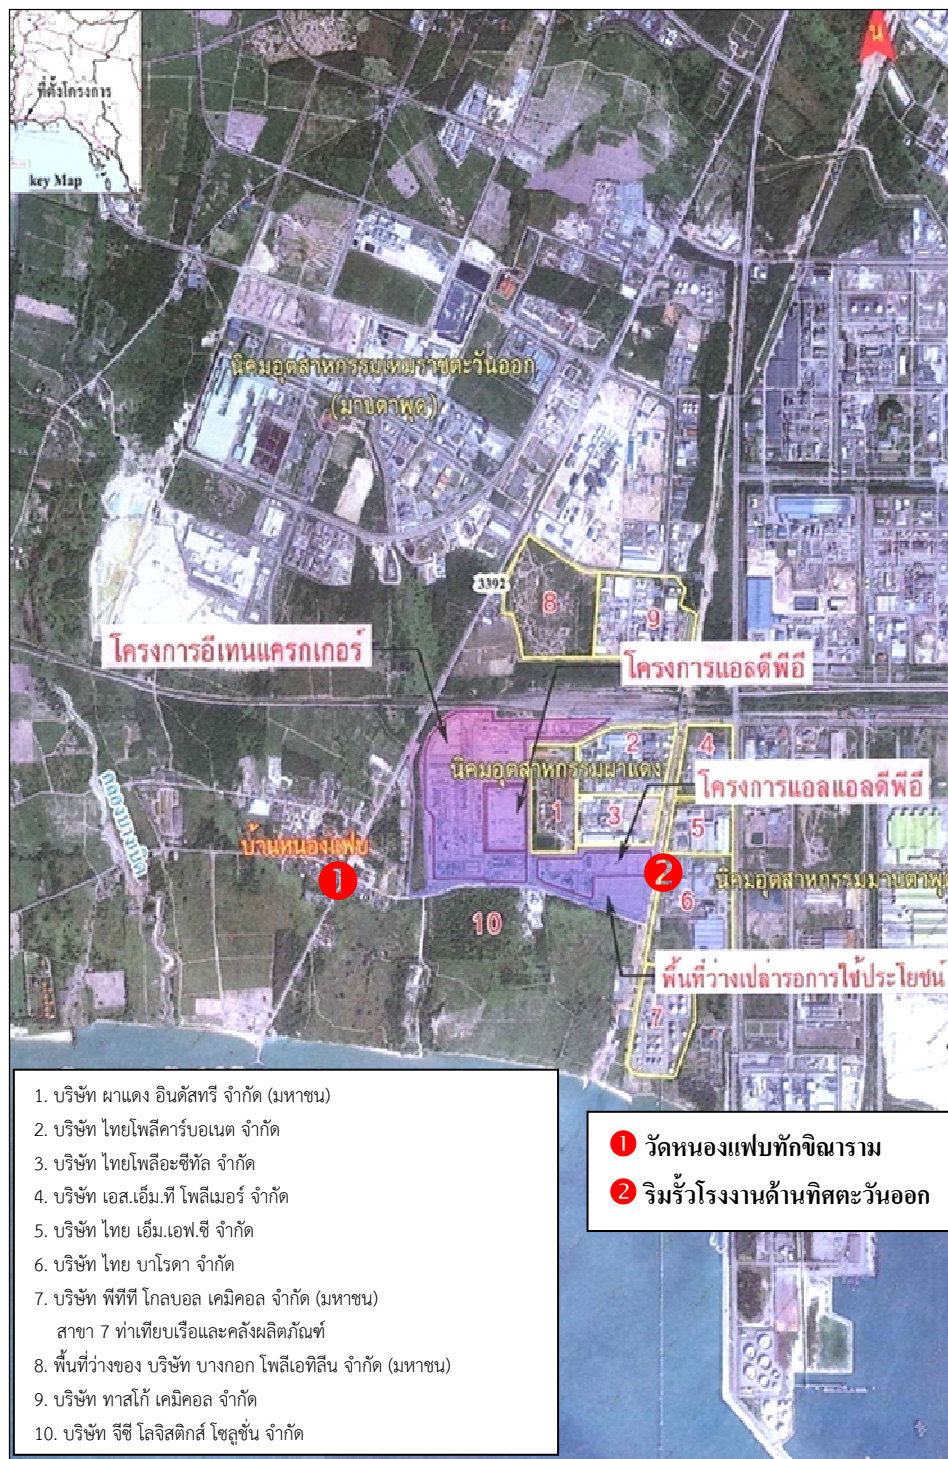 น
ที่ตั้งโครงการ
key Map
นิคมอุตสาหกรรมเหมราชตะวันออก
(มาบตาพุด)
3392
8
9
โครงการอีเทนแครกเกอร์
โครงการแอลดีพีอี
2
4
นิคมอุตสาหกรรมผาแดง
โครงการแอลแอลดีพีอี
1
3
5
คลองบางเบิด
บ้านหนองแฟบ
1
2
นิคมอุตสาหกรรมมาบตาพุด
6
10
พื้นที่ว่างเปล่ารอการใช้ประโยชน์
7
1. บริษัท ผาแดง อินดัสทรี จำกัด (มหาชน)
2. บริษัท ไทยโพลีคาร์บอเนต จำกัด
3. บริษัท ไทยโพลีอะซีทัล จำกัด
4. บริษัท เอส.เอ็ม.ที โพลีเมอร์ จำกัด
5. บริษัท ไทย เอ็ม.เอฟ.ซี จำกัด
6. บริษัท ไทย บาโรดา จำกัด
7. บริษัท พีทีที โกลบอล เคมิคอล จำกัด (มหาชน)
สาขา 7 ท่าเทียบเรือและคลังผลิตภัณฑ์
8. พื้นที่ว่างของ บริษัท บางกอก โพลีเอทิลีน จำกัด (มหาชน)
9. บริษัท ทาสโก้ เคมิคอล จำกัด
10. บริษัท จีซี โลจิสติกส์ โซลูชั่น จำกัด
1 วัดหนองแฟบทักขิณาราม
2 ริมรั้วโรงงานด้านทิศตะวันออก